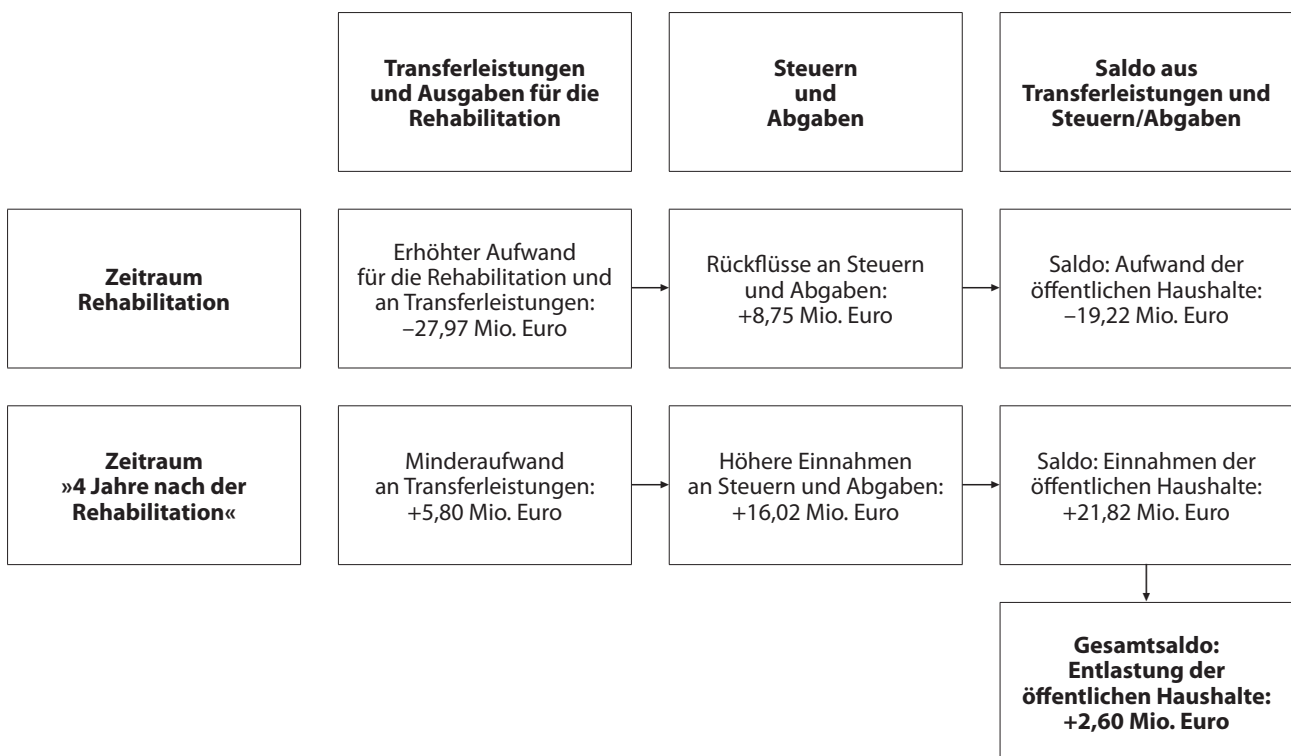 Transferleistungen
und Ausgaben für die
Rehabilitation
Steuern
und
Abgaben
Saldo aus
Transferleistungen und
Steuern/Abgaben
Zeitraum
Rehabilitation
Erhöhter Aufwand
für die Rehabilitation und
an Transferleistungen:
–27,97 Mio. Euro
Rückflüsse an Steuern
und Abgaben:
+8,75 Mio. Euro
Saldo: Aufwand der
öffentlichen Haushalte:
–19,22 Mio. Euro
Zeitraum
»4 Jahre nach der
Rehabilitation«
Minderaufwand
an Transferleistungen:
+5,80 Mio. Euro
Höhere Einnahmen
an Steuern und Abgaben:
+16,02 Mio. Euro
Saldo: Einnahmen der
öffentlichen Haushalte:
+21,82 Mio. Euro
Gesamtsaldo:
Entlastung der
öffentlichen Haushalte:
+2,60 Mio. Euro